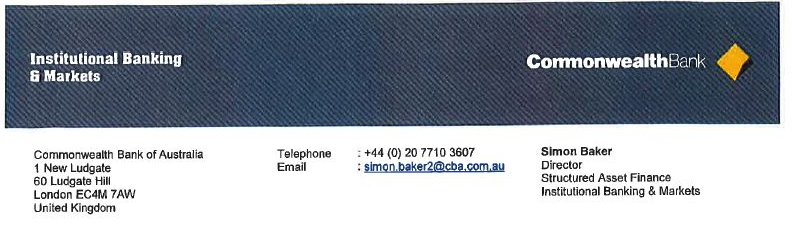 Institutional Banking
& Markets
CommonwealthBank
Commonwealth Bank of Australia
1 New Ludgate
60 Ludgate Hill
London EC4M 7AW
United Kingdom
Telephone : +44 (0) 20 7710 3607
Email : simon.baker2@cba.com.au
Simon Baker
Director
Structured Asset Finance
Institutional Banking & Markets